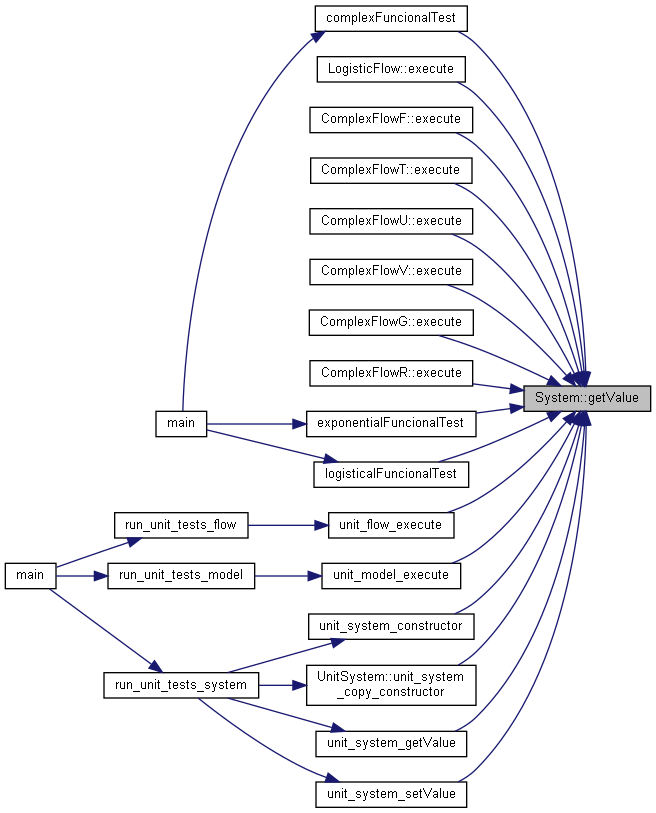 complexFuncionalTest
LogisticFlow::execute
ComplexFlowF::execute
ComplexFlowT::execute
ComplexFlowU::execute
ComplexFlowV::execute
ComplexFlowG::execute
ComplexFlowR::execute
System::getValue
main
exponentialFuncionalTest
logisticalFuncionalTest
run_unit_tests_flow
unit_flow_execute
main
run_unit_tests_model
unit_model_execute
unit_system_constructor
run_unit_tests_system
UnitSystem::unit_system
_copy_constructor
unit_system_getValue
unit_system_setValue